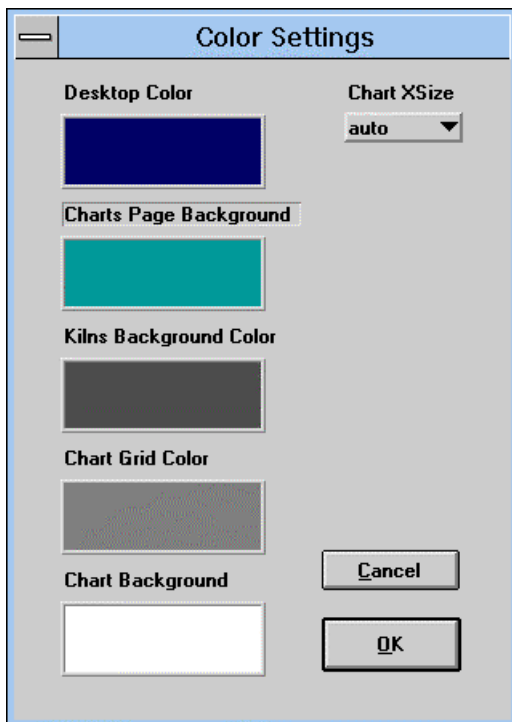 Color Settings
Desktop Color
Chart XSize
auto
Charts Page Background
Kilns Background Color
Chart Grid Color
Chart Background
Cancel
OK